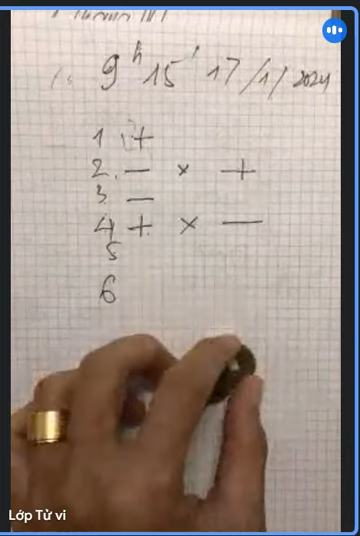 9h 15' 17/1/2024
1 +
2. — x +
3. —
4 + x —
5
6
Lớp Tử vi